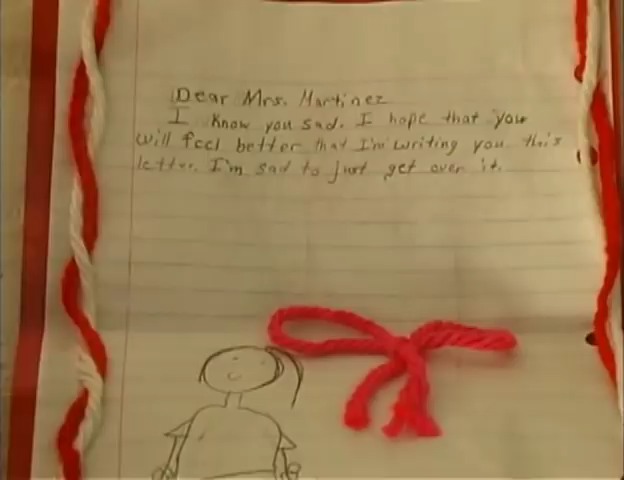 Dear Mrs. Martinez
I know you sad. I hope that you
will feel better that I'm writing you this
letter. I'm sad to just get over it.